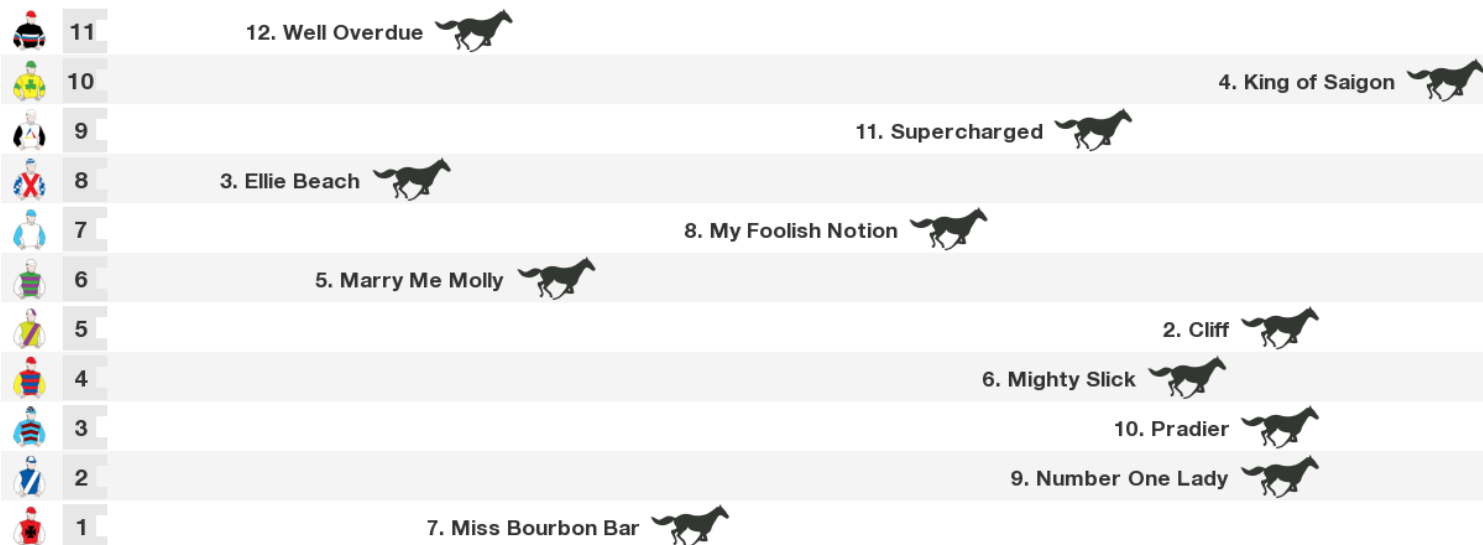 11 12. Well Overdue
10 4. King of Saigon
9 11. Supercharged
8 3. Ellie Beach
7 8. My Foolish Notion
6 5. Marry Me Molly
5 2. Cliff
4 6. Mighty Slick
3 10. Pradier
2 9. Number One Lady
1 7. Miss Bourbon Bar